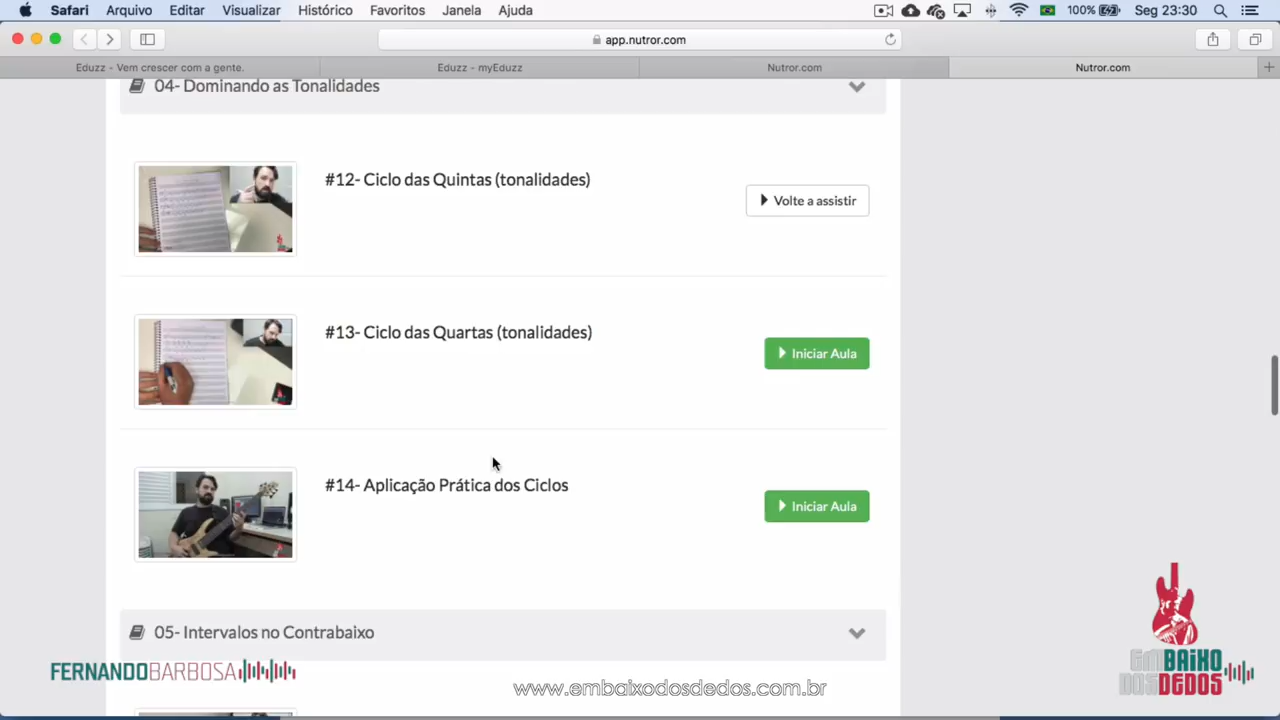 Safari Arquivo Editar Visualizar Histórico Favoritos Janela Ajuda 100% Seg 23:30
app.nutror.com
Eduzz - Vem crescer com a gente. Eduzz - myEduzz Nutror.com Nutror.com
04- Dominando as Tonalidades
#12- Ciclo das Quintas (tonalidades)
Volte a assistir
#13- Ciclo das Quartas (tonalidades)
Iniciar Aula
#14- Aplicação Prática dos Ciclos
Iniciar Aula
05- Intervalos no Contrabaixo
FERNANDOBARBOSA
www.embaixodosdedos.com.br
EMBAIXO
DOSDEDOS